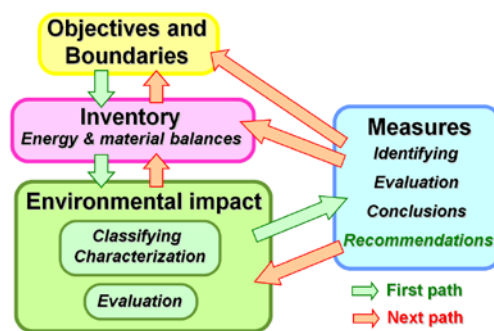 Objectives and
Boundaries
Inventory
Energy & material balances
Environmental impact
Classifying
Characterization
Evaluation
Measures
Identifying
Evaluation
Conclusions
Recommendations
First path
Next path